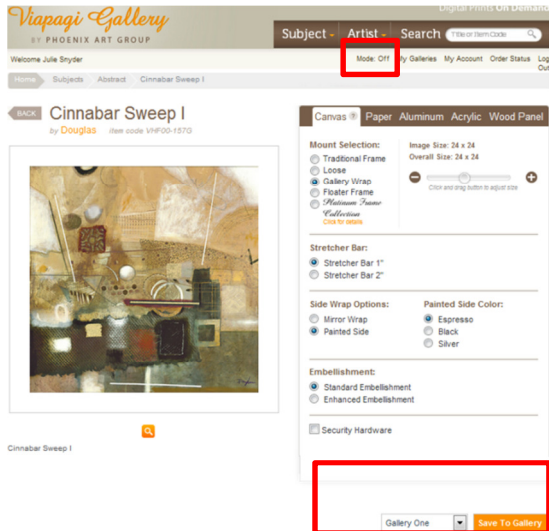 Digital Prints On Demand
Viapagi Gallery
BY PHOENIX ART GROUP
Subject Artist Search Title or Item Code
Welcome Julie Snyder
Mode: Off My Galleries My Account Order Status Log Out
Home Subjects Abstract Cinnabar Sweep I
BACK Cinnabar Sweep I
by Douglas item code VHF00-157G
Canvas Paper Aluminum Acrylic Wood Panel
Mount Selection:
Traditional Frame
Loose
Gallery Wrap
Floater Frame
Platinum Frame
Collection
Click for details
Image Size: 24 x 24
Overall Size: 24 x 24
Click and drag button to adjust size
Stretcher Bar:
Stretcher Bar 1"
Stretcher Bar 2"
Side Wrap Options:
Mirror Wrap
Painted Side
Painted Side Color:
Espresso
Black
Silver
Embellishment:
Standard Embellishment
Enhanced Embellishment
Security Hardware
Cinnabar Sweep I
Gallery One Save To Gallery